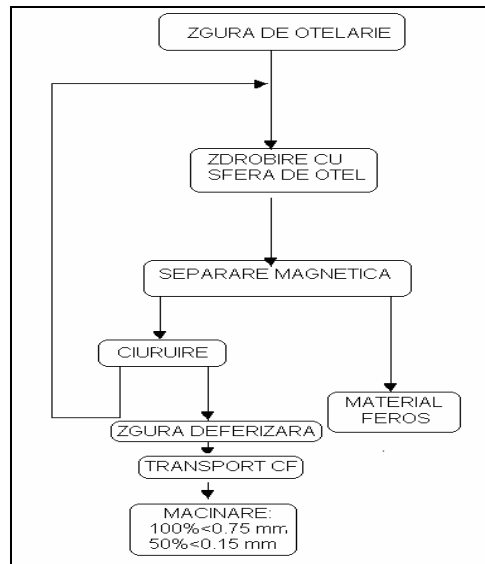 ZGURA DE OTELARIE
ZDROBIRE CU
SFERA DE OTEL
SEPARARE MAGNETICA
CIURUIRE
MATERIAL
FEROS
ZGURA DEFERIZARA
TRANSPORT CF
MACINARE:
100%<0.75 mm,
50%<0.15 mm